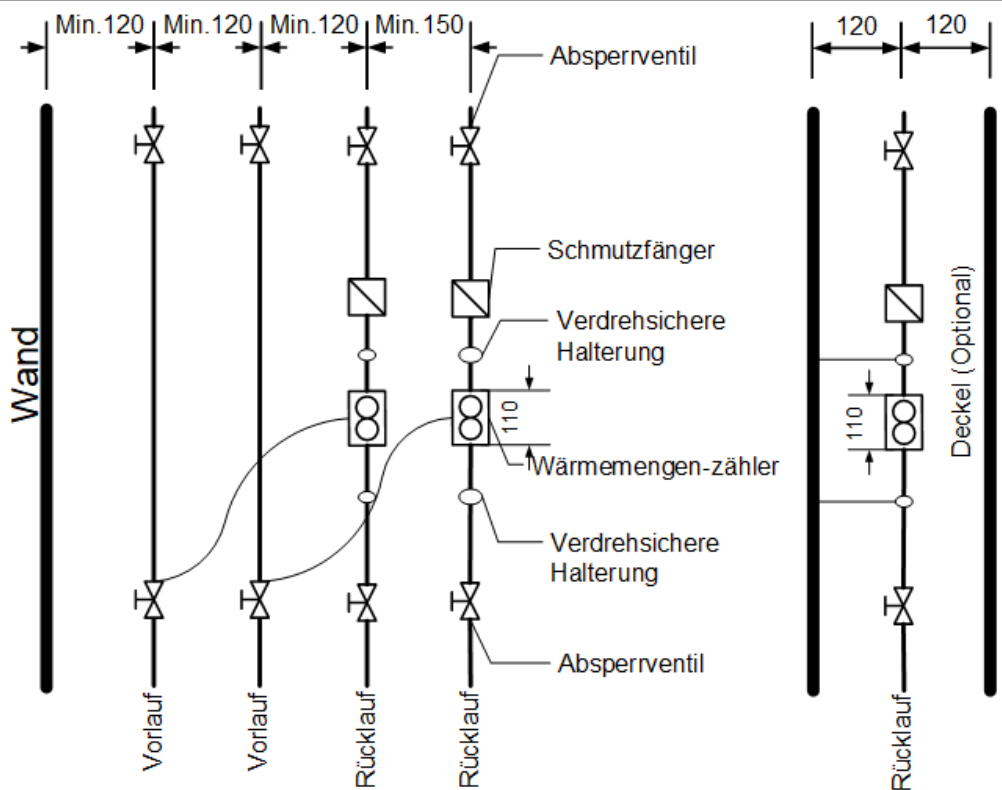 Min.120
Min.120
Min.120
Min.150
120
120
Absperrventil
Schmutzfänger
Verdrehsichere
Halterung
110
Wärmemengen-zähler
Verdrehsichere
Halterung
Absperrventil
Wand
Vorlauf
Vorlauf
Rücklauf
Rücklauf
110
Deckel (Optional)
Rücklauf